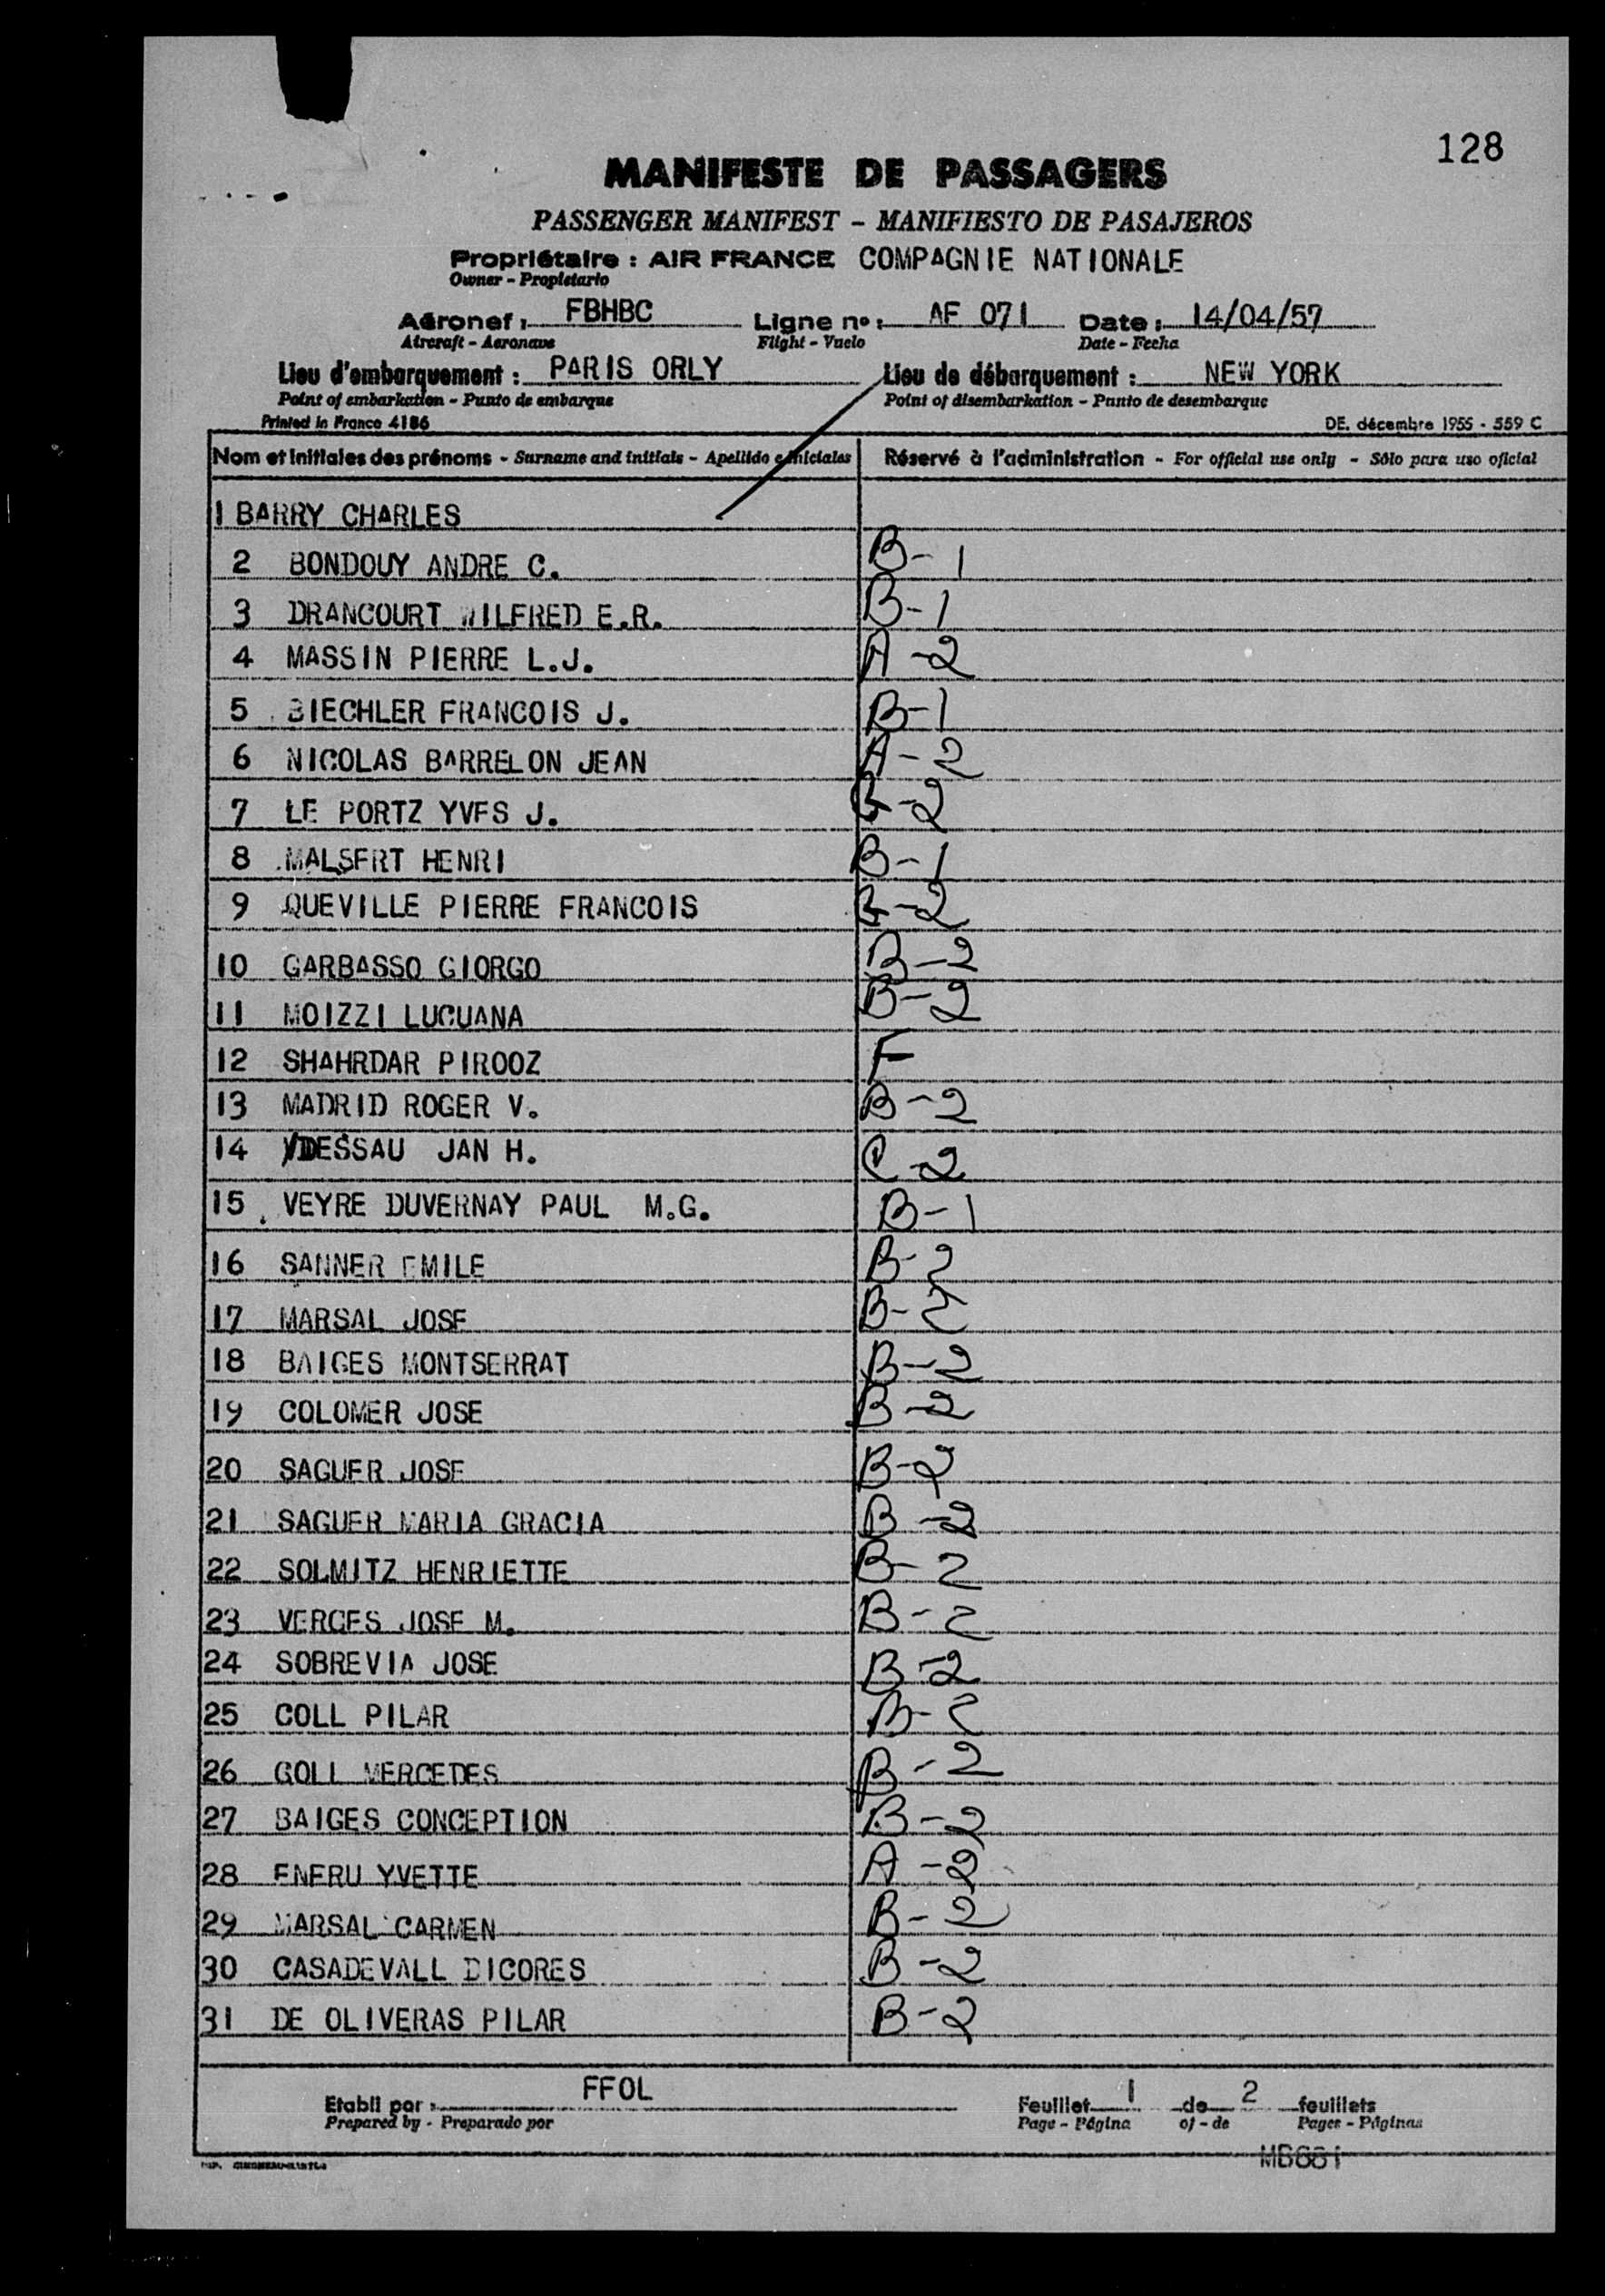 128
MANIFESTE DE PASSAGERS
PASSENGER MANIFEST - MANIFIESTO DE PASAJEROS
Propriétaire : AIR FRANCE COMPAGNIE NATIONALE
Owner - Propietario
Aéronef : FBHBC Ligne nº : AF 071 Date : 14/04/57
Aircraft - Aeronave Flight - Vuelo Date - Fecha
Lieu d'embarquement : PARIS ORLY Lieu de débarquement : NEW YORK
Point of embarkation - Punto de embarque Point of disembarkation - Punto de desembarque
Printed in France 4186 DE. décembre 1955 - 559 C
Nom et initiales des prénoms - Surname and initials - Apellido e iniciales Réservé à l'administration - For official use only - Sólo para uso oficial
1 BARRY CHARLES
2 BONDOUY ANDRE C. B-1
3 DRANCOURT WILFRED E.R. B-1
4 MASSIN PIERRE L.J. A-2
5 BIECHLER FRANCOIS J. B-1
6 NICOLAS BARRELON JEAN A-2
7 LE PORTZ YVES J. G-2
8 MALSERT HENRI B-1
9 QUEVILLE PIERRE FRANCOIS G-2
10 GARBASSO GIORGO B-2
11 MOIZZI LUCUANA B-2
12 SHAHRDAR PIROOZ F
13 MADRID ROGER V. B-2
14 DESSAU JAN H. C-2
15 VEYRE DUVERNAY PAUL M.G. B-1
16 SANNER EMILE B-2
17 MARSAL JOSE B-2
18 BAIGES MONTSERRAT B-2
19 COLOMER JOSE B-2
20 SAGUER JOSE B-2
21 SAGUER MARIA GRACIA B-2
22 SOLMITZ HENRIETTE B-2
23 VERGES JOSE M. B-2
24 SOBREVIA JOSE B-2
25 COLL PILAR B-2
26 COLL MERCEDES B-2
27 BAIGES CONCEPTION B-2
28 ENERU YVETTE A-2
29 MARSAL CARMEN B-2
30 CASADEVALL DICORES B-2
31 DE OLIVERAS PILAR B-2
Etabli par : FFOL Feuillet 1 de 2 feuillets
Prepared by - Preparado por Page - Página of - de Pages - Páginas